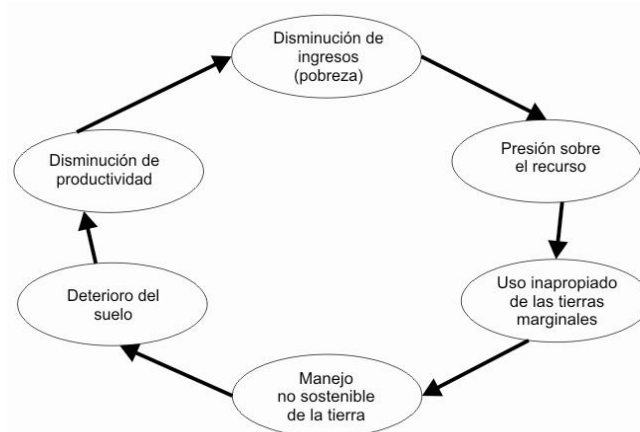 Disminución de
ingresos
(pobreza)
Presión sobre
el recurso
Uso inapropiado
de las tierras
marginales
Manejo
no sostenible
de la tierra
Deterioro del
suelo
Disminución de
productividad